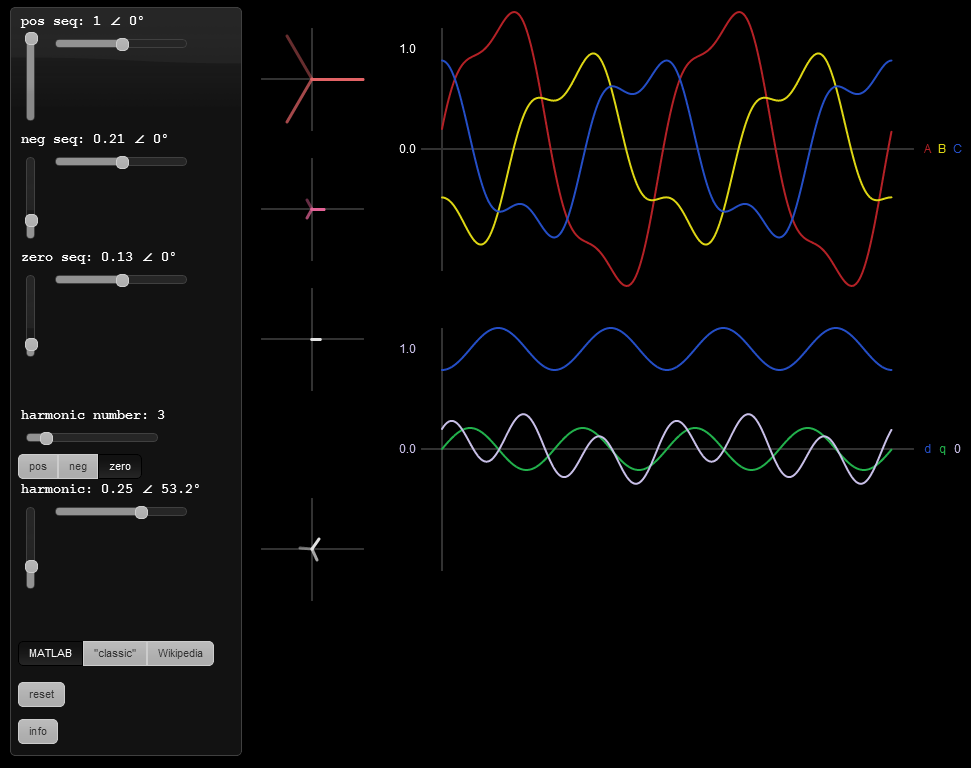 pos seq: 1 ∠ 0°
neg seq: 0.21 ∠ 0°
zero seq: 0.13 ∠ 0°
harmonic number: 3
pos neg zero
harmonic: 0.25 ∠ 53.2°
MATLAB "classic" Wikipedia
reset
info
1.0
0.0
A B C
1.0
0.0
d q 0